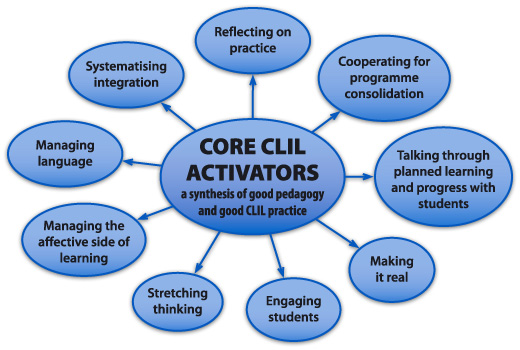 Reflecting on
practice
Systematising
integration
Cooperating for
programme
consolidation
CORE CLIL
ACTIVATORS
a synthesis of good pedagogy
and good CLIL practice
Managing
language
Talking through
planned learning
and progress with
students
Managing the
affective side of
learning
Making
it real
Stretching
thinking
Engaging
students